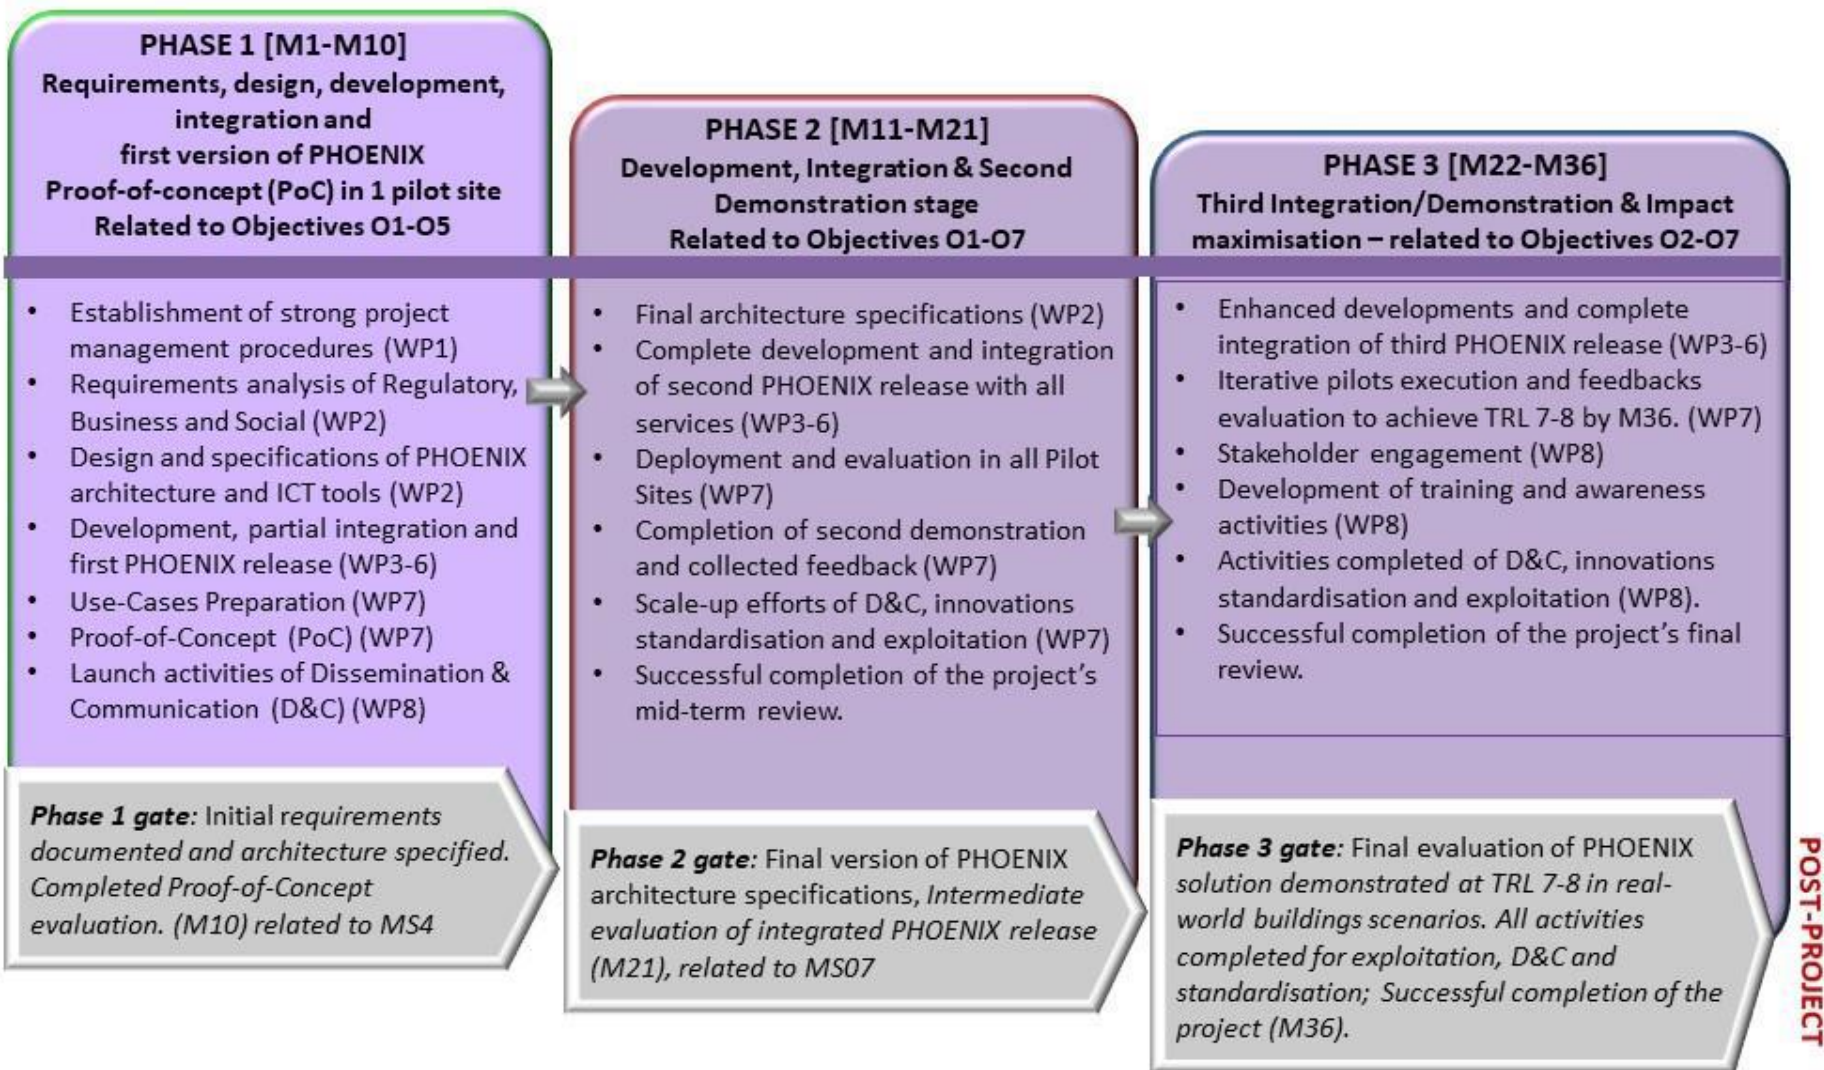 PHASE 1 [M1-M10]
Requirements, design, development,
integration and
first version of PHOENIX
Proof-of-concept (PoC) in 1 pilot site
Related to Objectives O1-O5
• Establishment of strong project
management procedures (WP1)
• Requirements analysis of Regulatory,
Business and Social (WP2)
• Design and specifications of PHOENIX
architecture and ICT tools (WP2)
• Development, partial integration and
first PHOENIX release (WP3-6)
• Use-Cases Preparation (WP7)
• Proof-of-Concept (PoC) (WP7)
• Launch activities of Dissemination &
Communication (D&C) (WP8)
Phase 1 gate: Initial requirements
documented and architecture specified.
Completed Proof-of-Concept
evaluation. (M10) related to MS4
PHASE 2 [M11-M21]
Development, Integration & Second
Demonstration stage
Related to Objectives O1-O7
• Final architecture specifications (WP2)
• Complete development and integration
of second PHOENIX release with all
services (WP3-6)
• Deployment and evaluation in all Pilot
Sites (WP7)
• Completion of second demonstration
and collected feedback (WP7)
• Scale-up efforts of D&C, innovations
standardisation and exploitation (WP7)
• Successful completion of the project's
mid-term review.
Phase 2 gate: Final version of PHOENIX
architecture specifications, Intermediate
evaluation of integrated PHOENIX release
(M21), related to MS07
PHASE 3 [M22-M36]
Third Integration/Demonstration & Impact
maximisation – related to Objectives O2-O7
• Enhanced developments and complete
integration of third PHOENIX release (WP3-6)
• Iterative pilots execution and feedbacks
evaluation to achieve TRL 7-8 by M36. (WP7)
• Stakeholder engagement (WP8)
• Development of training and awareness
activities (WP8)
• Activities completed of D&C, innovations
standardisation and exploitation (WP8).
• Successful completion of the project's final
review.
Phase 3 gate: Final evaluation of PHOENIX
solution demonstrated at TRL 7-8 in real-
world buildings scenarios. All activities
completed for exploitation, D&C and
standardisation; Successful completion of the
project (M36).
POST-PROJECT